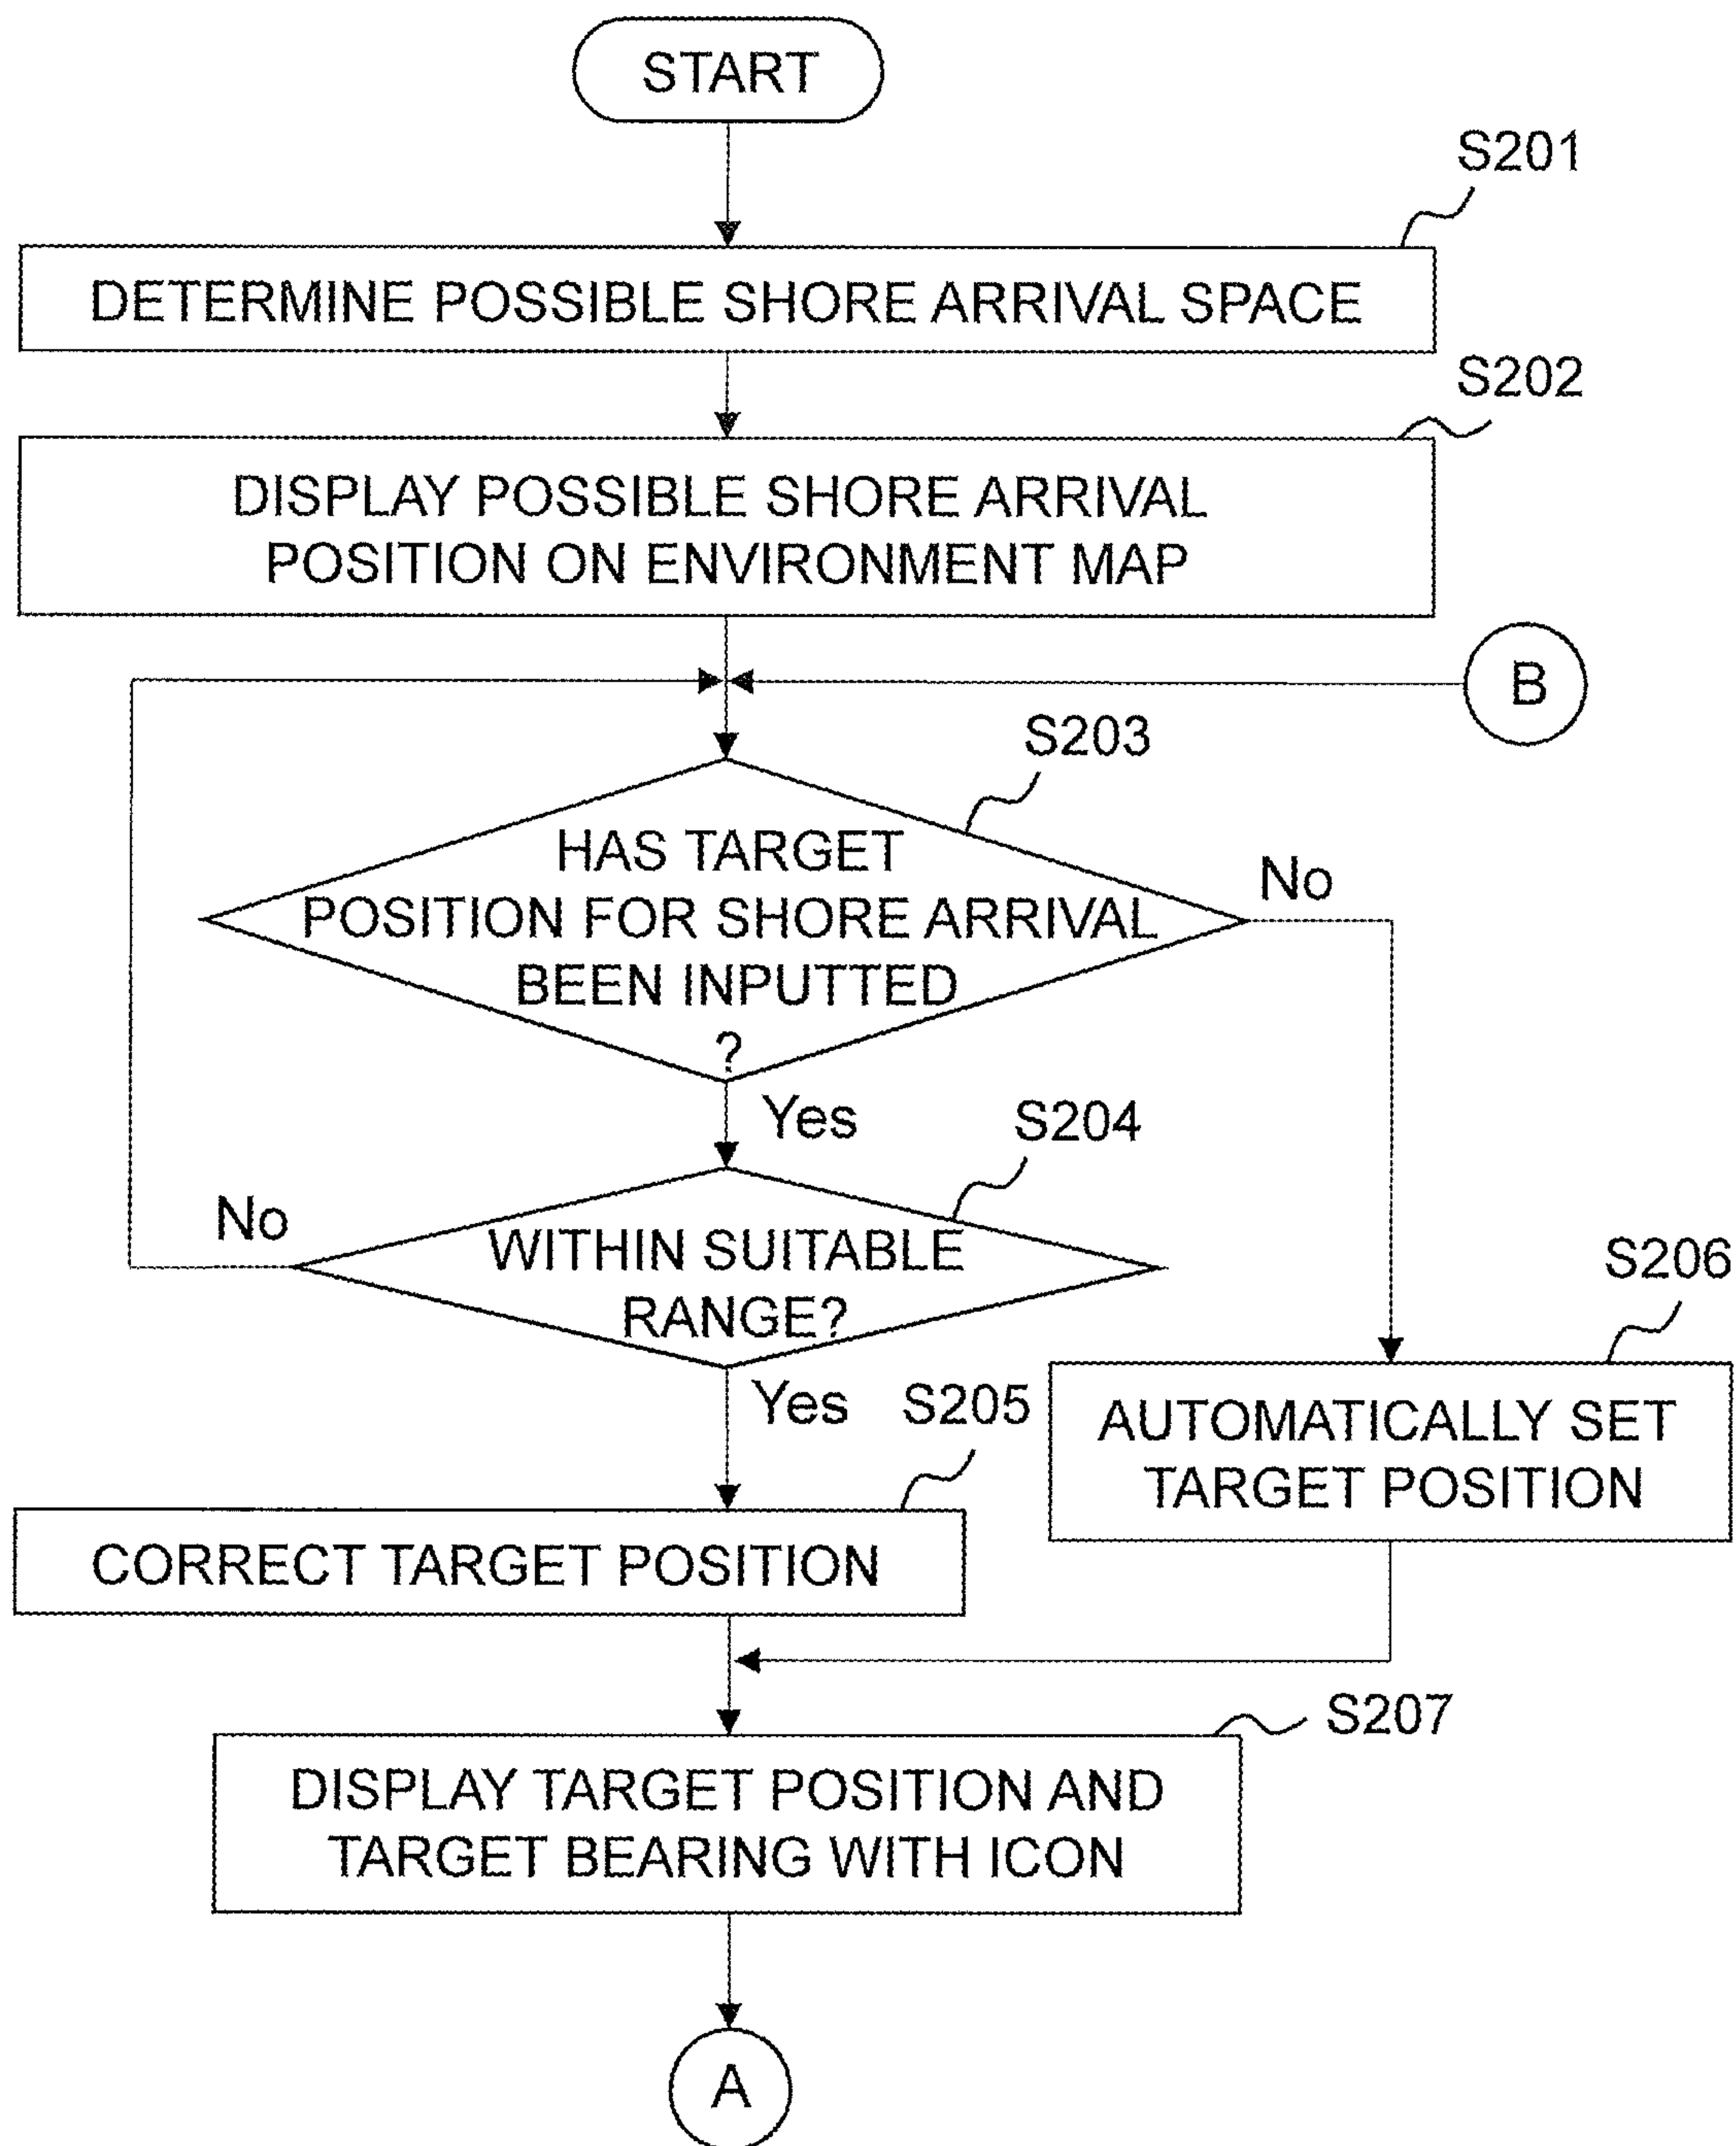 START
S201
DETERMINE POSSIBLE SHORE ARRIVAL SPACE
S202
DISPLAY POSSIBLE SHORE ARRIVAL
POSITION ON ENVIRONMENT MAP
B
S203
HAS TARGET
POSITION FOR SHORE ARRIVAL
BEEN INPUTTED
?
No
Yes
S204
No
WITHIN SUITABLE
RANGE?
S206
Yes
S205
AUTOMATICALLY SET
TARGET POSITION
CORRECT TARGET POSITION
S207
DISPLAY TARGET POSITION AND
TARGET BEARING WITH ICON
A